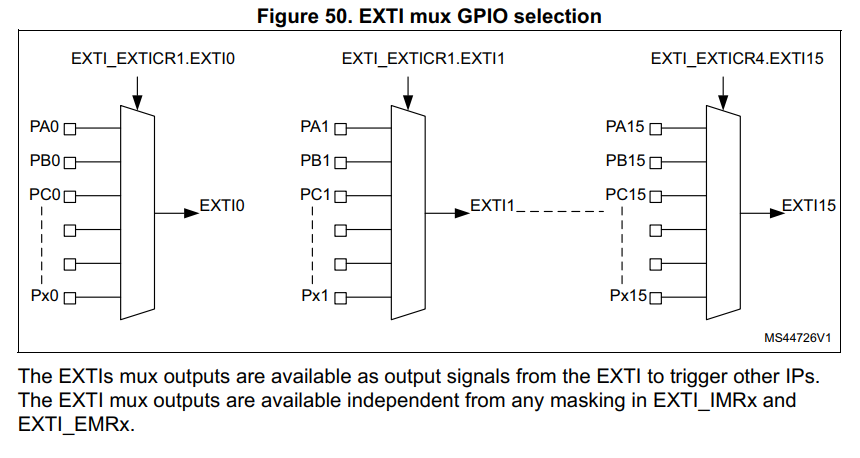 Figure 50. EXTI mux GPIO selection
EXTI_EXTICR1.EXTI0
EXTI_EXTICR1.EXTI1
EXTI_EXTICR4.EXTI15
PA0
PB0
PC0
Px0
EXTI0
PA1
PB1
PC1
Px1
EXTI1
PA15
PB15
PC15
Px15
EXTI15
MS44726V1
The EXTIs mux outputs are available as output signals from the EXTI to trigger other IPs.
The EXTI mux outputs are available independent from any masking in EXTI_IMRx and
EXTI_EMRx.